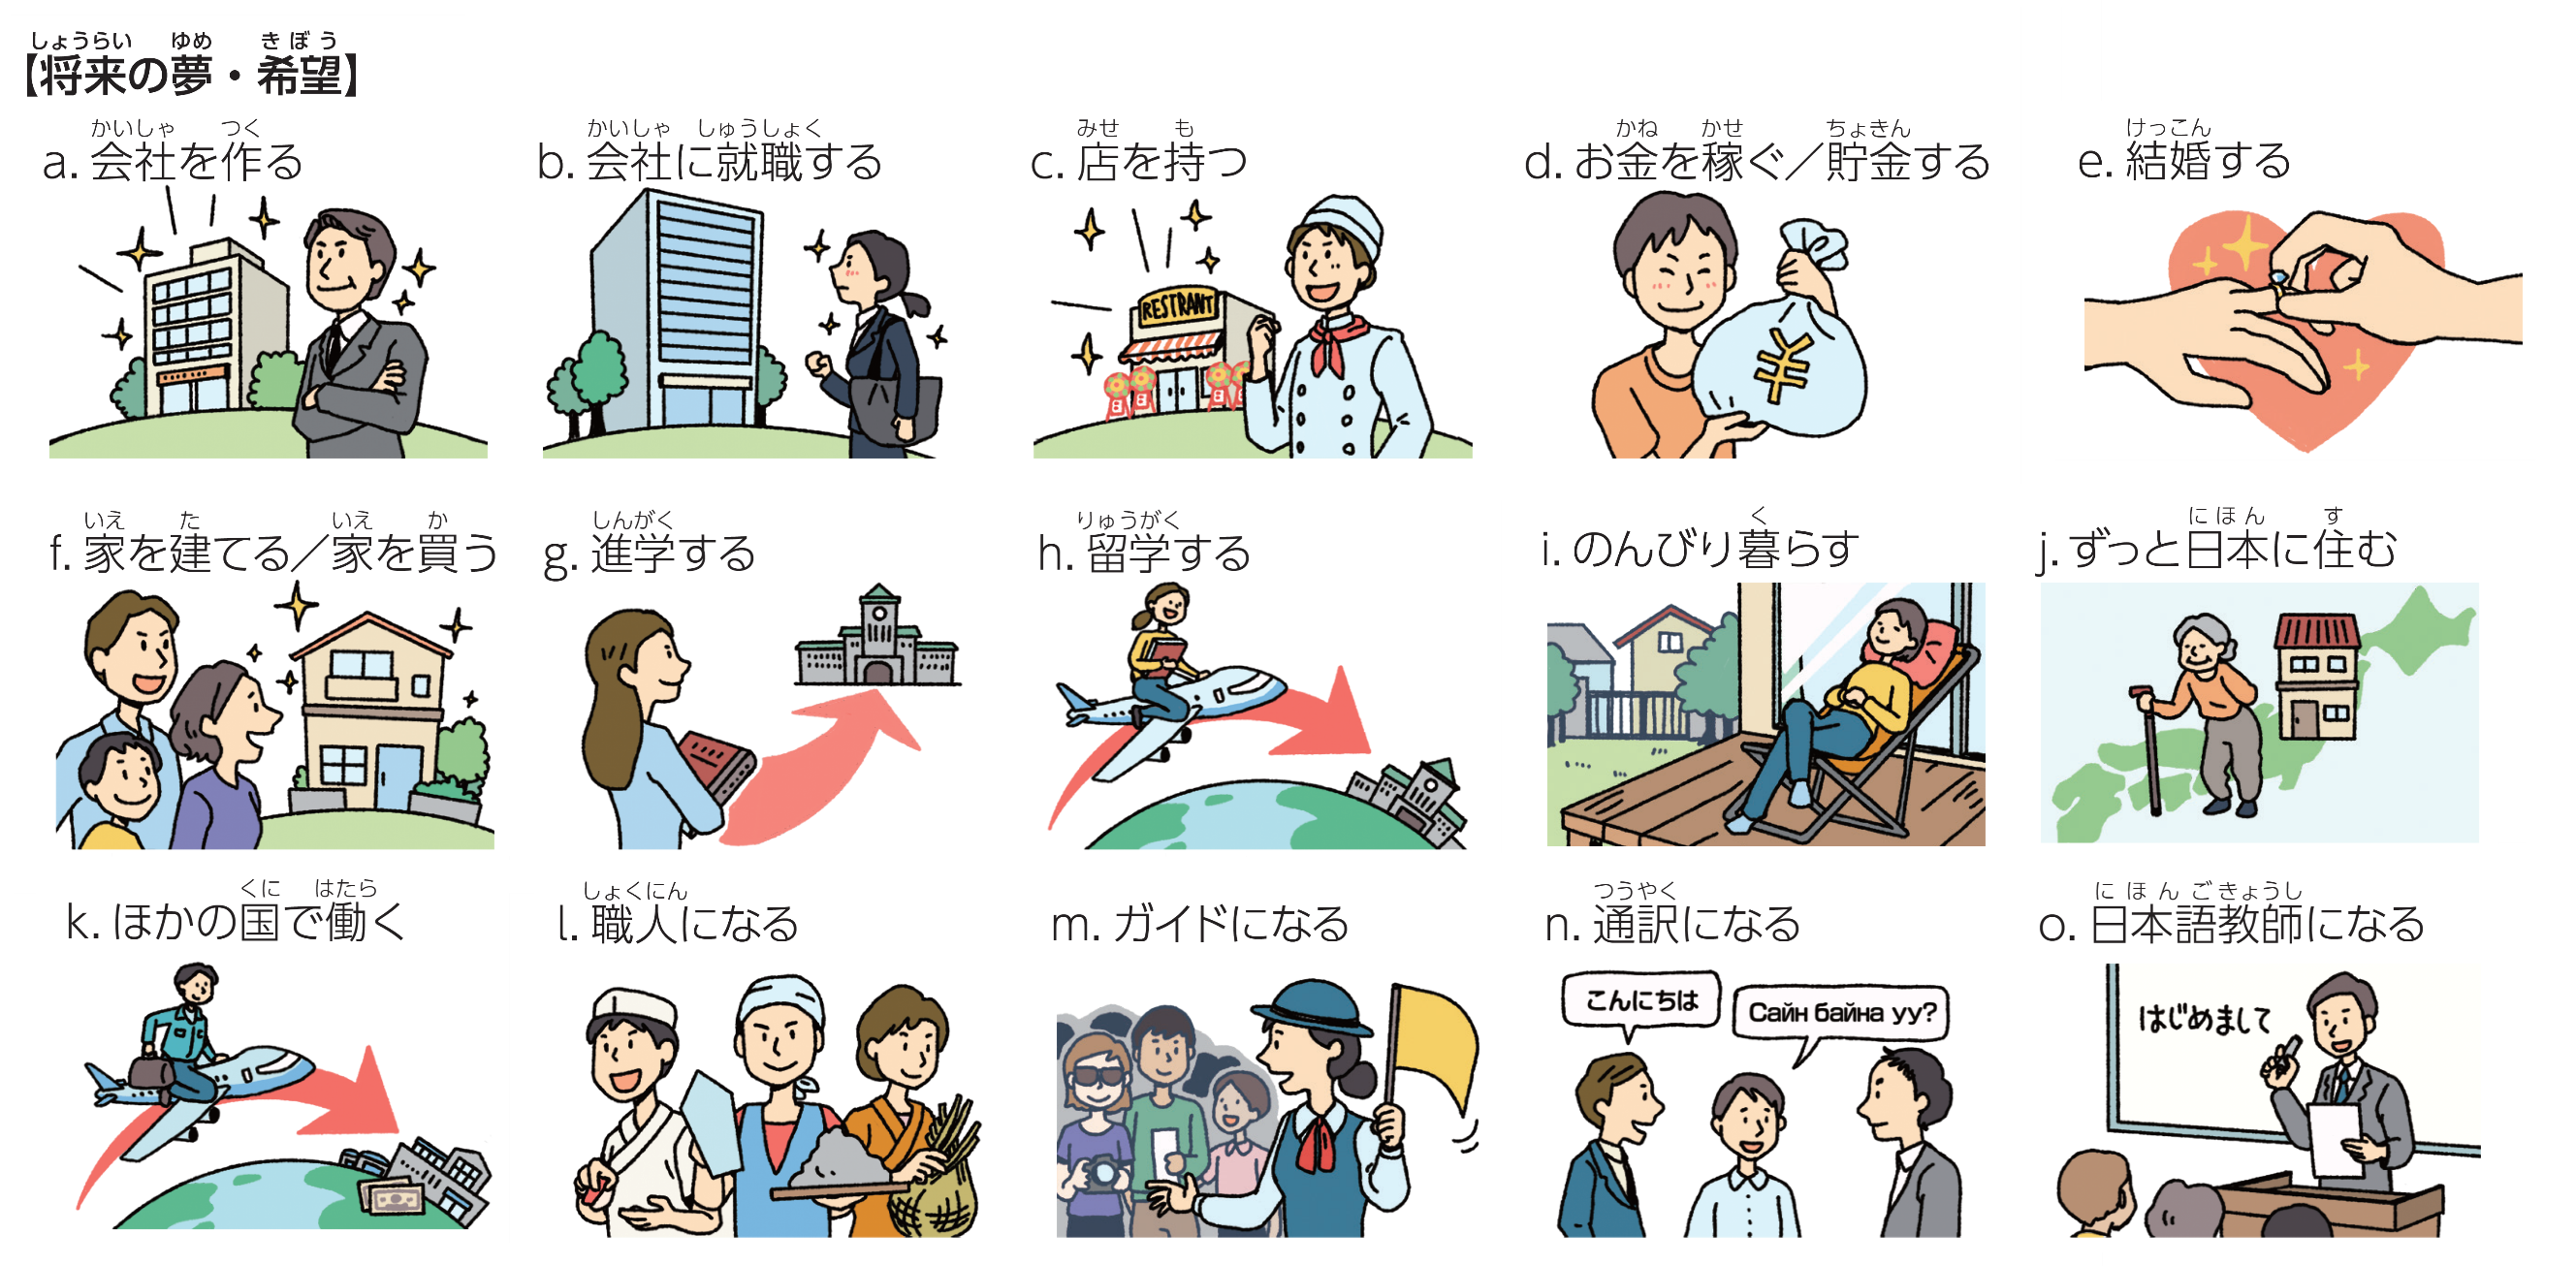 しょうらい ゆめ きぼう
【将来の夢・希望】
かいしゃ つく
a. 会社を作る
かいしゃ しゅうしょく
b. 会社に就職する
みせ も
c. 店を持つ
かね かせ ちょきん
d. お金を稼ぐ／貯金する
けっこん
e. 結婚する
RESTRANT
¥
いえ た いえ か
f. 家を建てる／家を買う
しんがく
g. 進学する
りゅうがく
h. 留学する
く
i. のんびり暮らす
にほん す
j. ずっと日本に住む
くに はたら
k. ほかの国で働く
しょくにん
l. 職人になる
m. ガイドになる
つうやく
n. 通訳になる
にほんごきょうし
o. 日本語教師になる
こんにちは
Сайн байна уу?
はじめまして